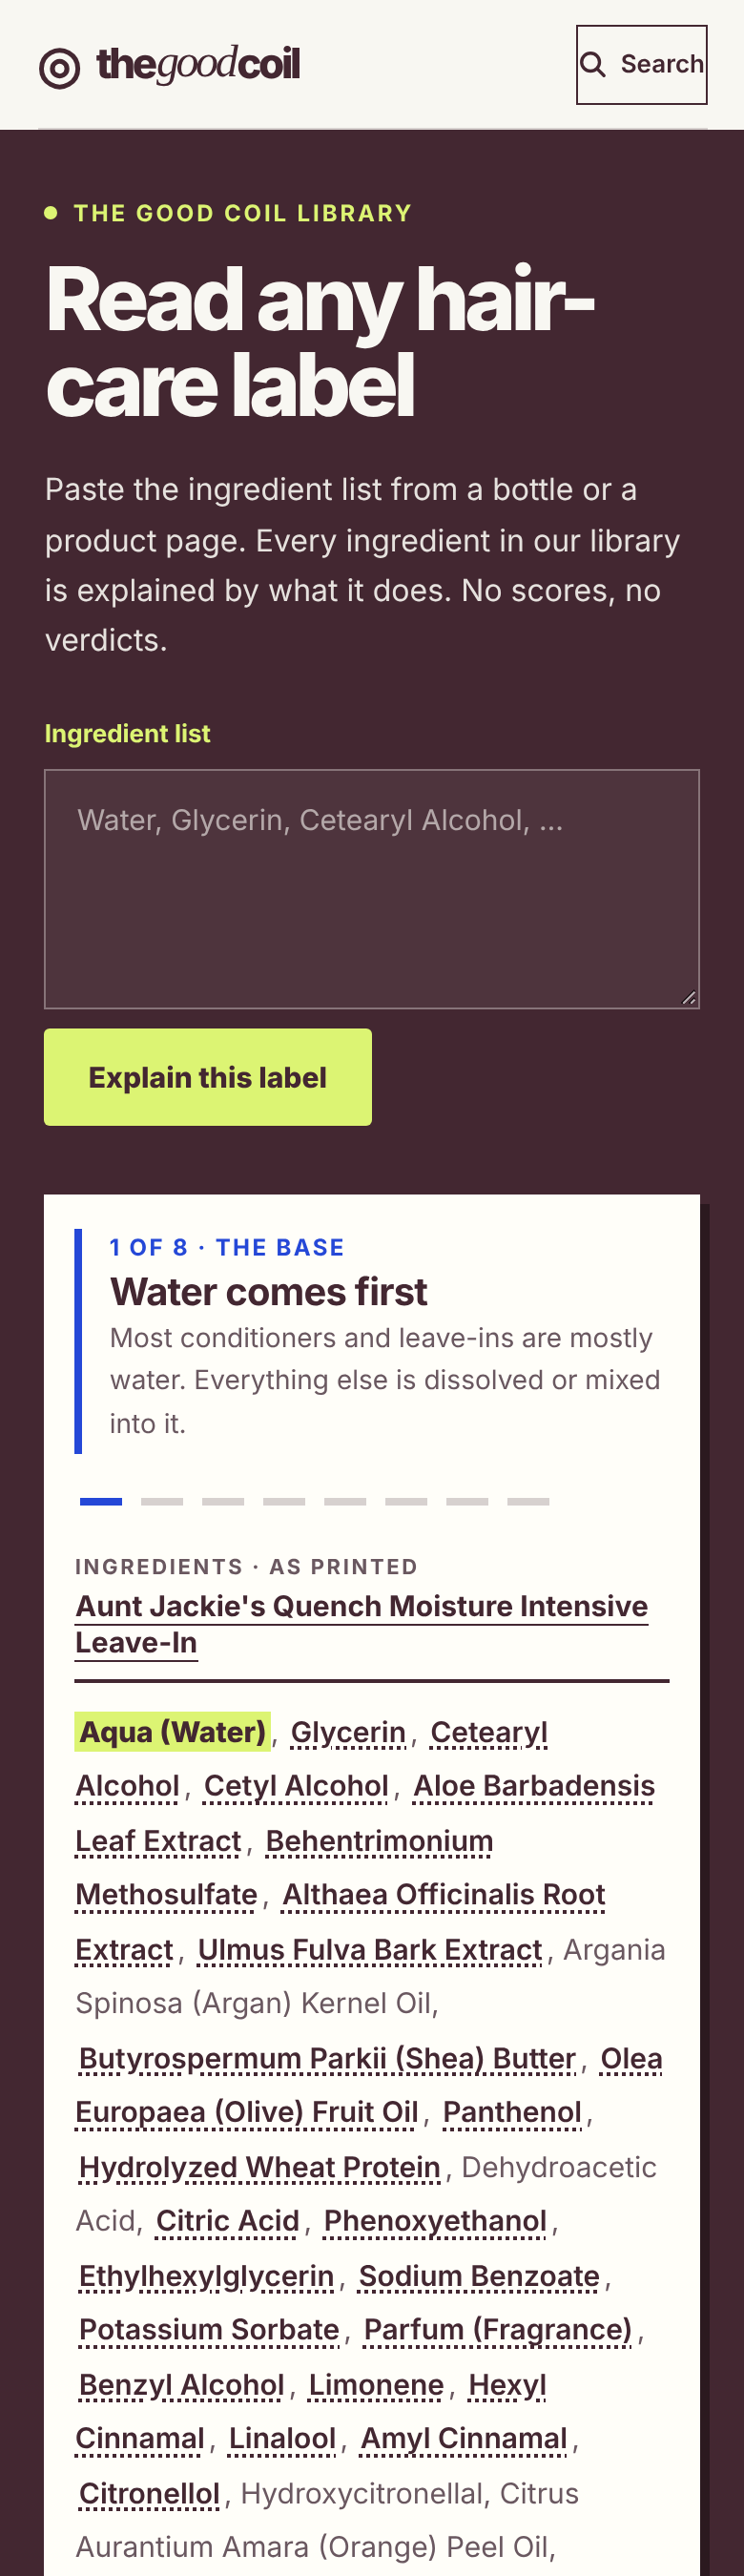 thegoodcoil
Search
THE GOOD COIL LIBRARY
Read any hair-
care label
Paste the ingredient list from a bottle or a
product page. Every ingredient in our library
is explained by what it does. No scores, no
verdicts.
Ingredient list
Water, Glycerin, Cetearyl Alcohol, ...
Explain this label
1 OF 8 · THE BASE
Water comes first
Most conditioners and leave-ins are mostly
water. Everything else is dissolved or mixed
into it.
INGREDIENTS · AS PRINTED
Aunt Jackie's Quench Moisture Intensive
Leave-In
Aqua (Water), Glycerin, Cetearyl
Alcohol, Cetyl Alcohol, Aloe Barbadensis
Leaf Extract, Behentrimonium
Methosulfate, Althaea Officinalis Root
Extract, Ulmus Fulva Bark Extract, Argania
Spinosa (Argan) Kernel Oil,
Butyrospermum Parkii (Shea) Butter, Olea
Europaea (Olive) Fruit Oil, Panthenol,
Hydrolyzed Wheat Protein, Dehydroacetic
Acid, Citric Acid, Phenoxyethanol,
Ethylhexylglycerin, Sodium Benzoate,
Potassium Sorbate, Parfum (Fragrance),
Benzyl Alcohol, Limonene, Hexyl
Cinnamal, Linalool, Amyl Cinnamal,
Citronellol, Hydroxycitronellal, Citrus
Aurantium Amara (Orange) Peel Oil,